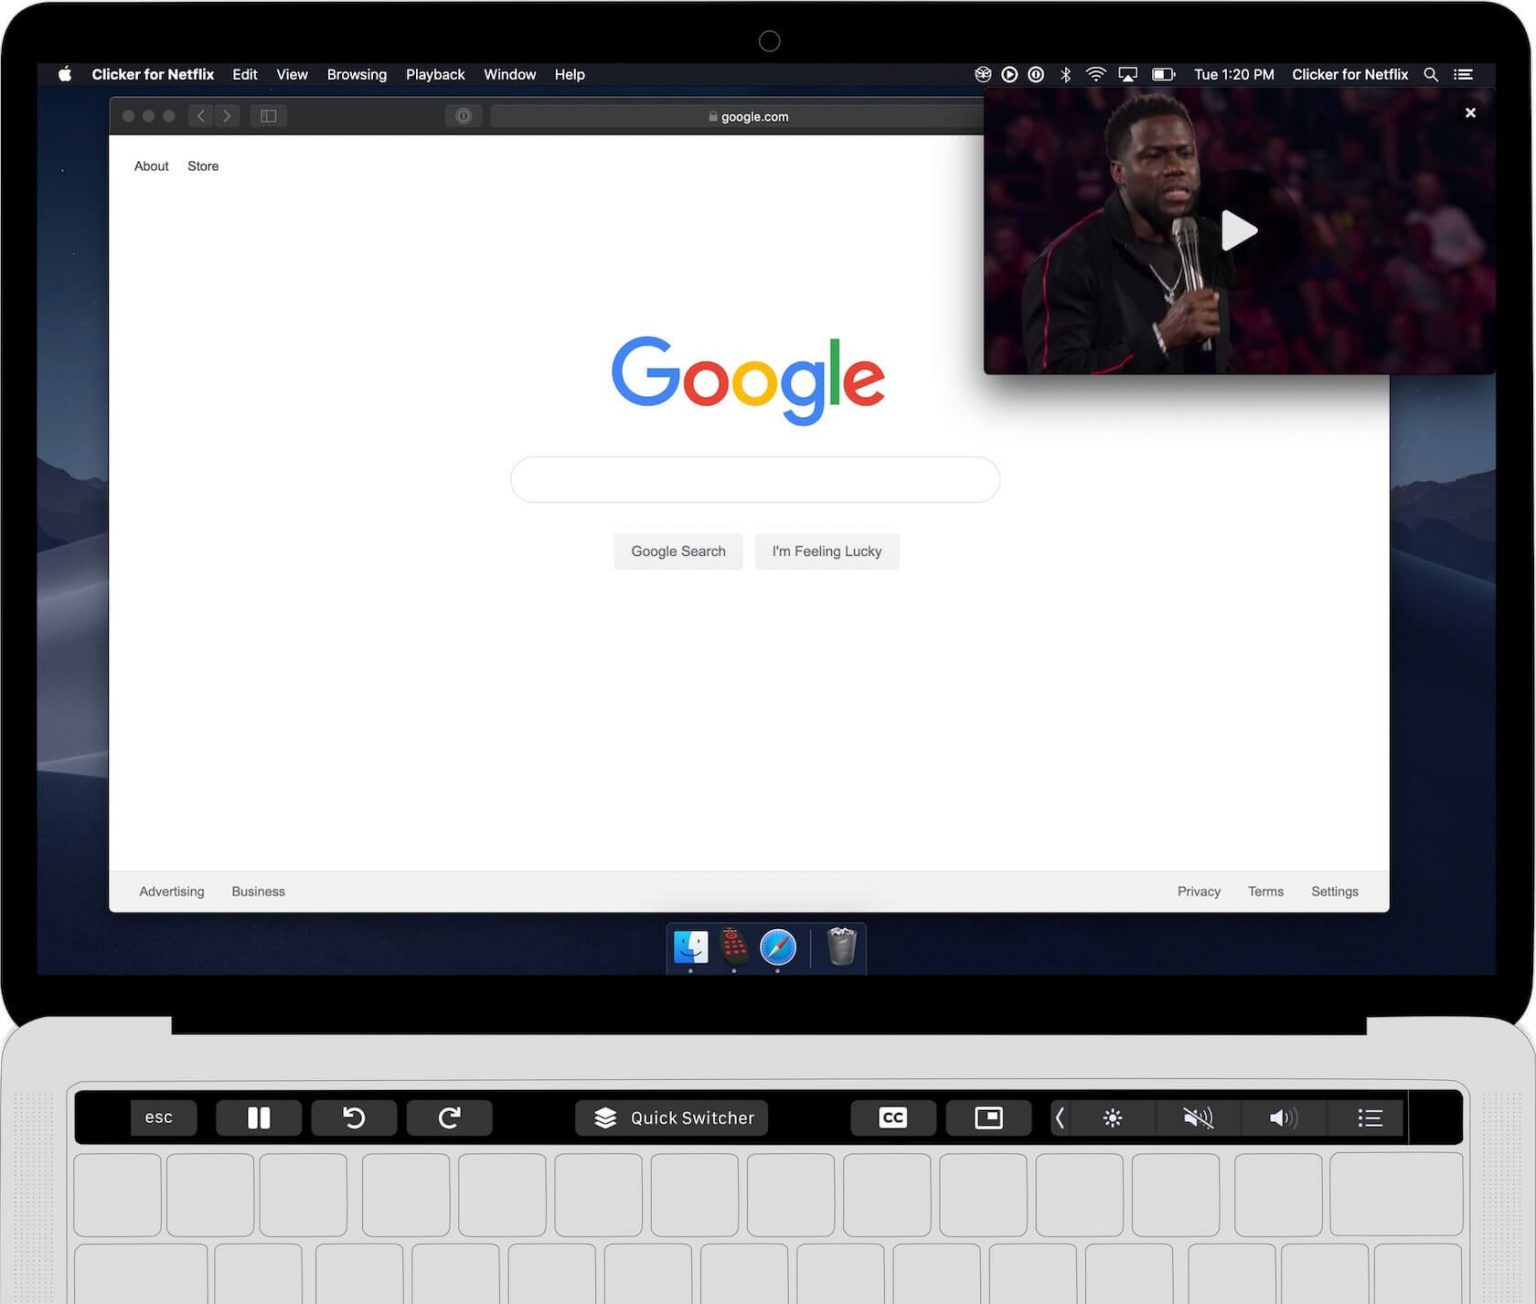 Clicker for Netflix Edit View Browsing Playback Window Help Tue 1:20 PM Clicker for Netflix
google.com
About Store
Google
Google Search I'm Feeling Lucky
Advertising Business Privacy Terms Settings
esc Quick Switcher CC